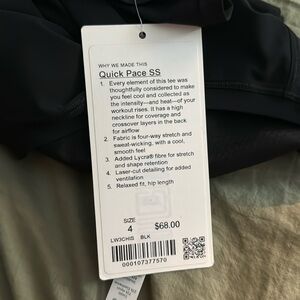 WHY WE MADE THIS
Quick Pace SS
1. Every element of this tee was
thoughtfully considered to make
you feel cool and collected as
the intensity—and heat—of your
workout rises. It has a high
neckline for coverage and
crossover layers in the back
for airflow
2. Fabric is four-way stretch and
sweat-wicking, with a cool,
smooth feel
3. Added Lycra® fibre for stretch
and shape retention
4. Laser-cut detailing for added
ventilation
5. Relaxed fit, hip length
SIZE
4 $68.00
LW3CHIS BLK
000107377570